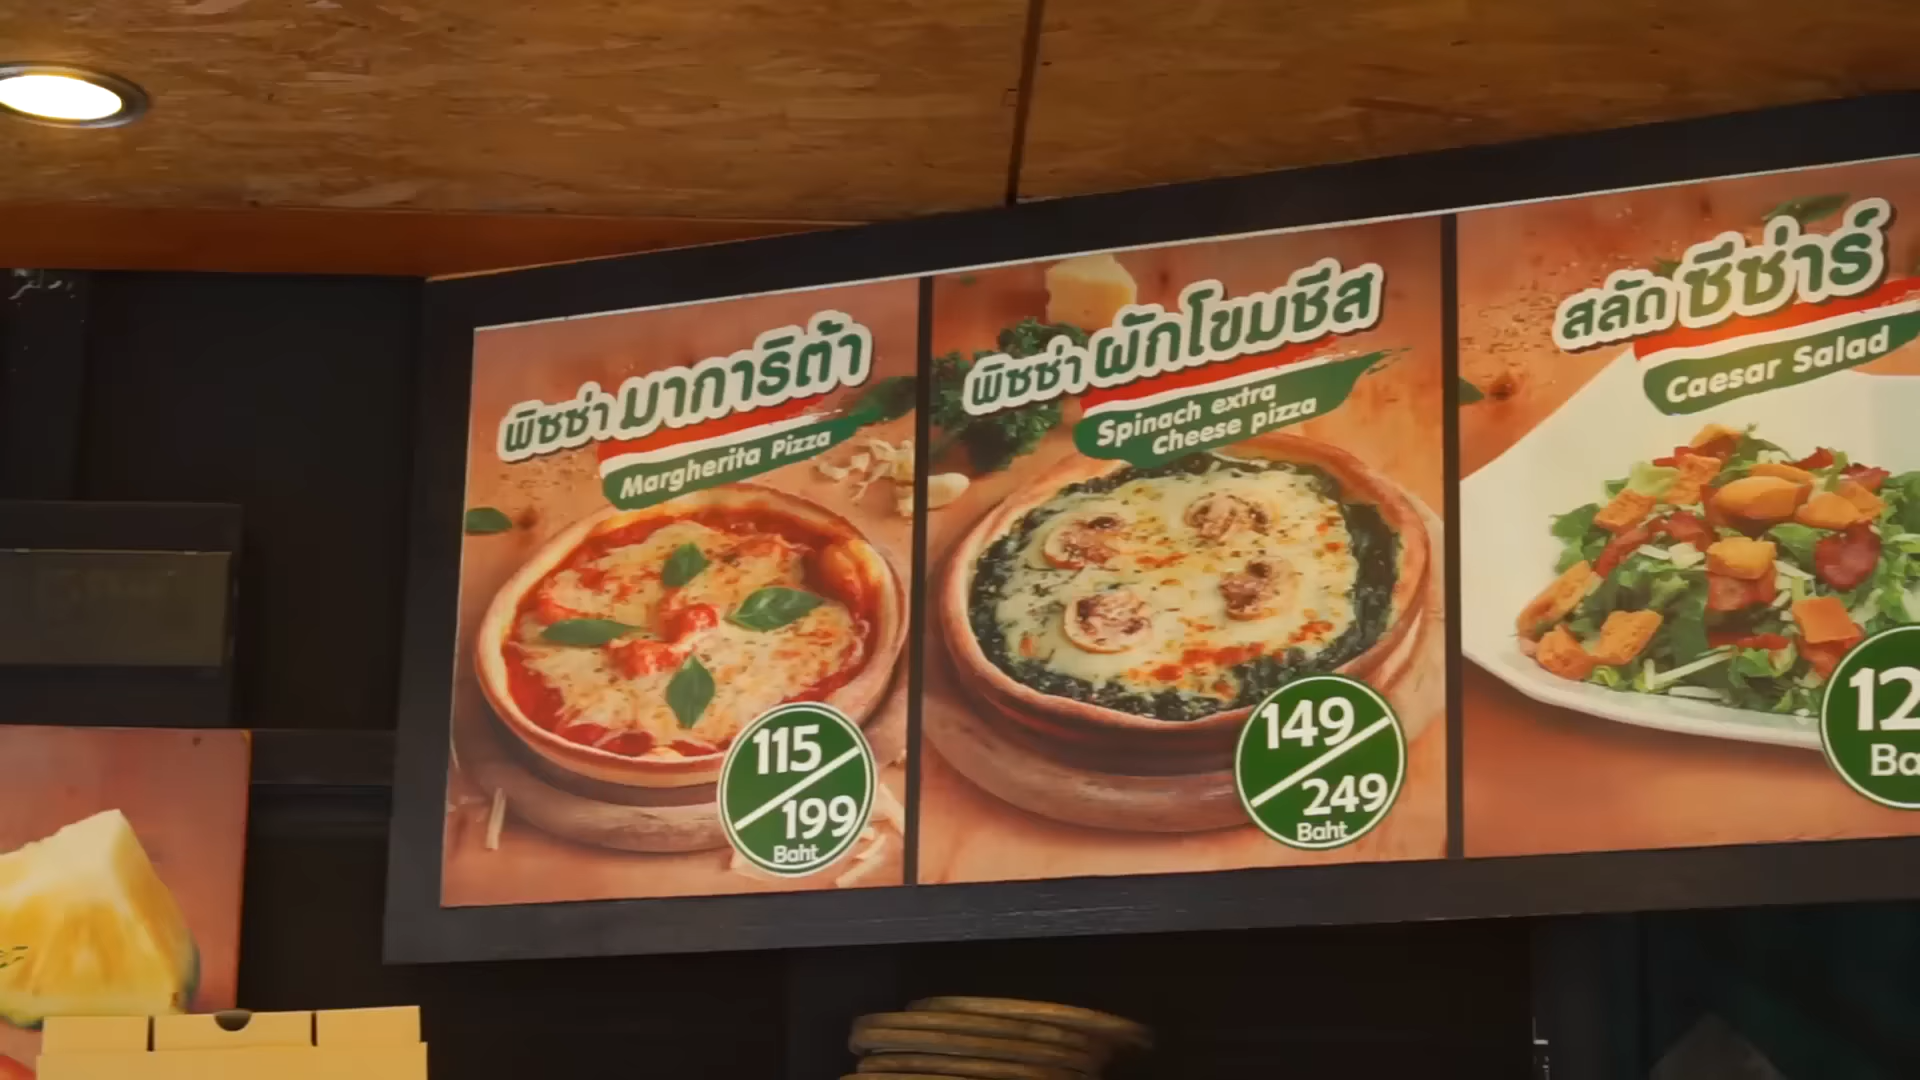 พิซซ่า มาการิต้า
Margherita Pizza
115
199
Baht
พิซซ่า ผักโขมชีส
Spinach extra
cheese pizza
149
249
Baht
สลัด ซีซ่าร์
Caesar Salad
12
Ba